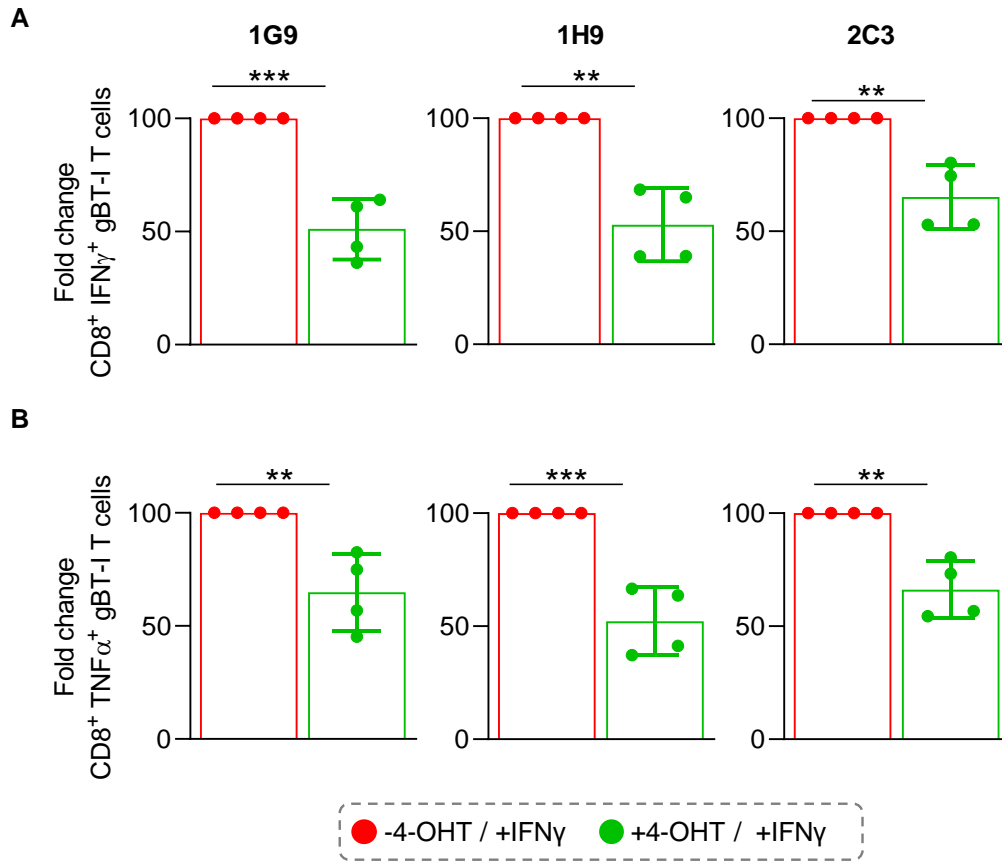 A
1G9
1H9
2C3
***
**
**
Fold change
CD8+ IFNγ+ gBT-I T cells
100
50
0
100
50
0
100
50
0
B
**
***
**
Fold change
CD8+ TNFα+ gBT-I T cells
100
50
0
100
50
0
100
50
0
-4-OHT / +IFNγ
+4-OHT / +IFNγ